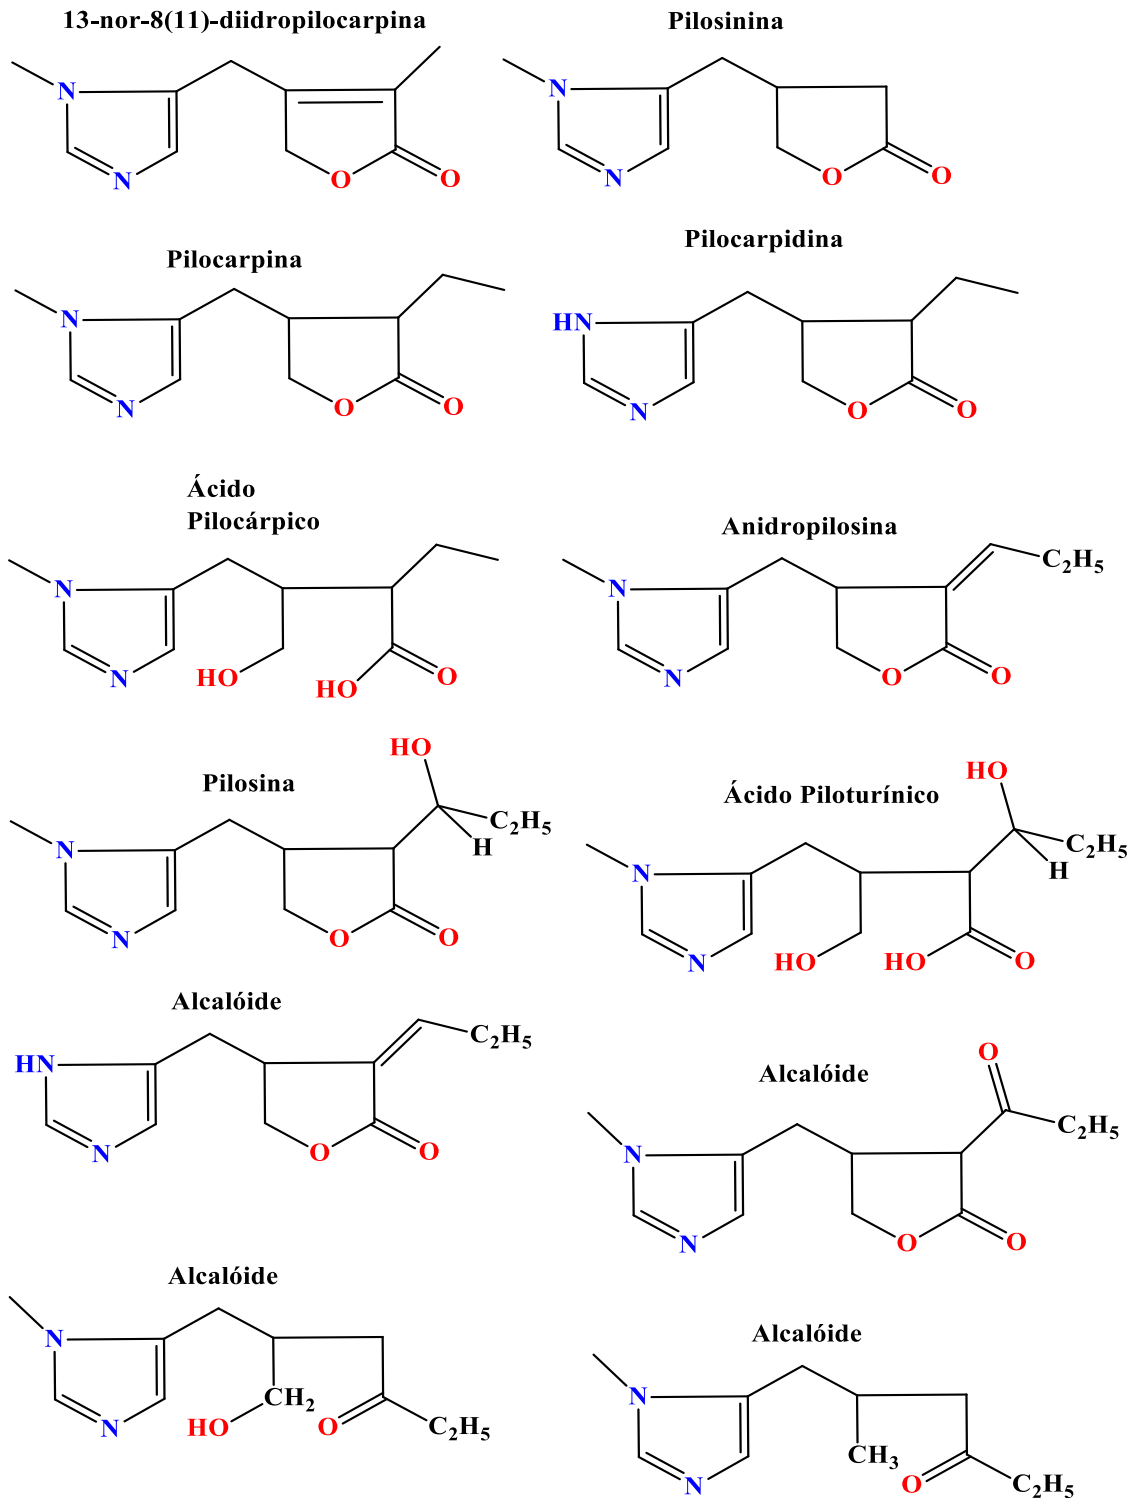 13-nor-8(11)-diidropilocarpina
Pilosinina
N
N
O
O
N
N
O
O
Pilocarpina
Pilocarpidina
N
N
O
O
HN
N
O
O
Ácido
Pilocárpico
N
N
HO
HO
O
Anidropilosina
C2H5
N
N
O
O
Pilosina
HO
C2H5
H
N
N
O
O
Ácido Piloturínico
HO
C2H5
H
N
N
HO
HO
O
Alcalóide
C2H5
HN
N
O
O
Alcalóide
O
C2H5
N
N
O
O
Alcalóide
N
N
CH2
HO
O
C2H5
Alcalóide
N
N
CH3
O
C2H5